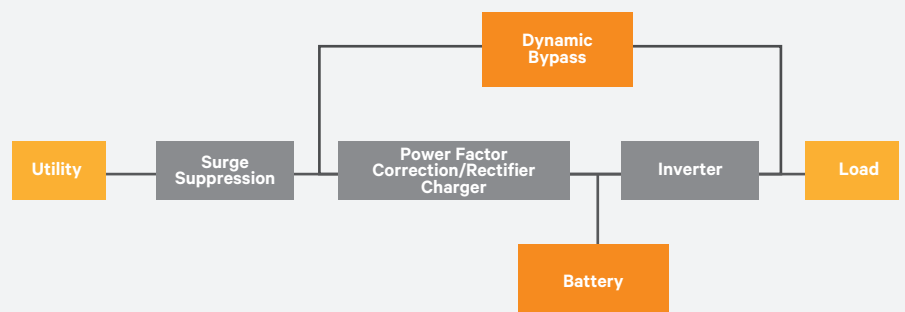 Dynamic
Bypass
Utility
Surge
Suppression
Power Factor
Correction/Rectifier
Charger
Inverter
Load
Battery